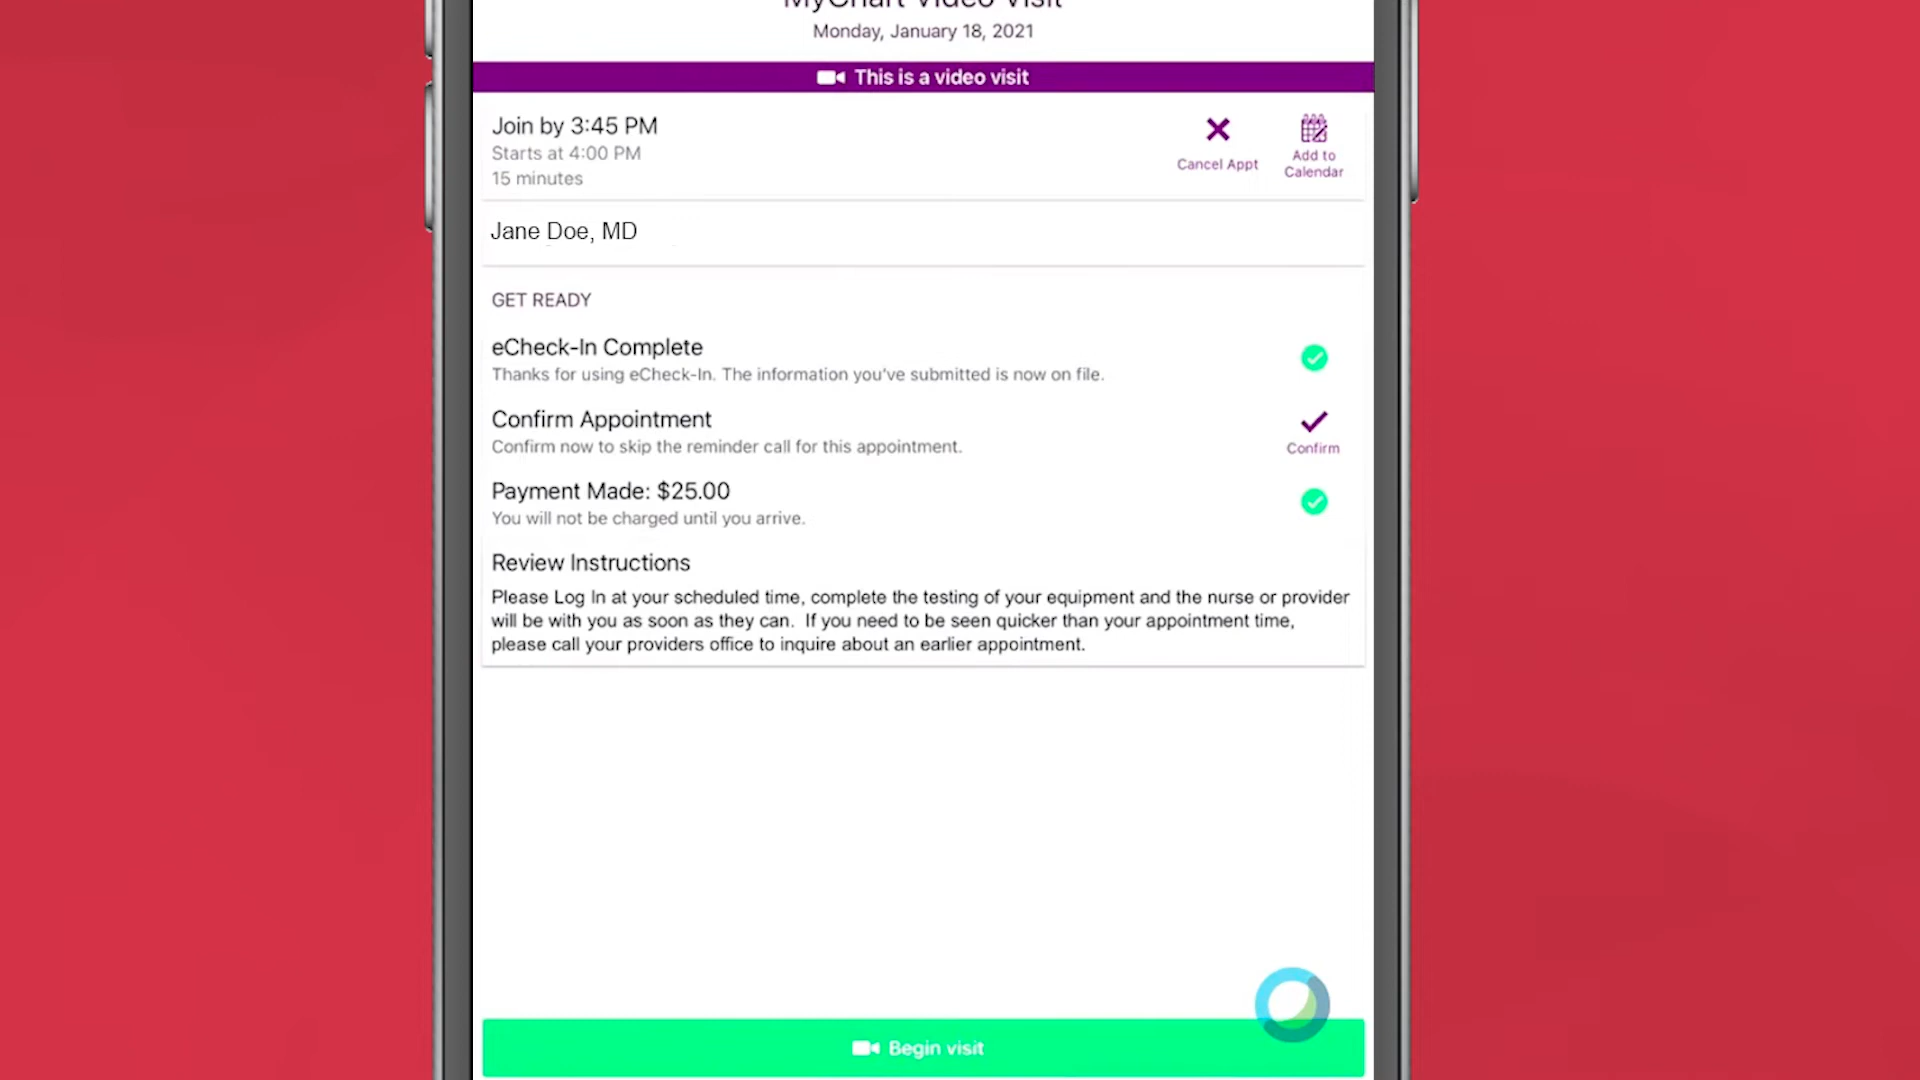 MyChart Video Visit
Monday, January 18, 2021
This is a video visit
Join by 3:45 PM
Starts at 4:00 PM
15 minutes
Cancel Appt
Add to
Calendar
Jane Doe, MD
GET READY
eCheck-In Complete
Thanks for using eCheck-In. The information you've submitted is now on file.
Confirm Appointment
Confirm now to skip the reminder call for this appointment.
Confirm
Payment Made: $25.00
You will not be charged until you arrive.
Review Instructions
Please Log In at your scheduled time, complete the testing of your equipment and the nurse or provider
will be with you as soon as they can.  If you need to be seen quicker than your appointment time,
please call your providers office to inquire about an earlier appointment.
Begin visit